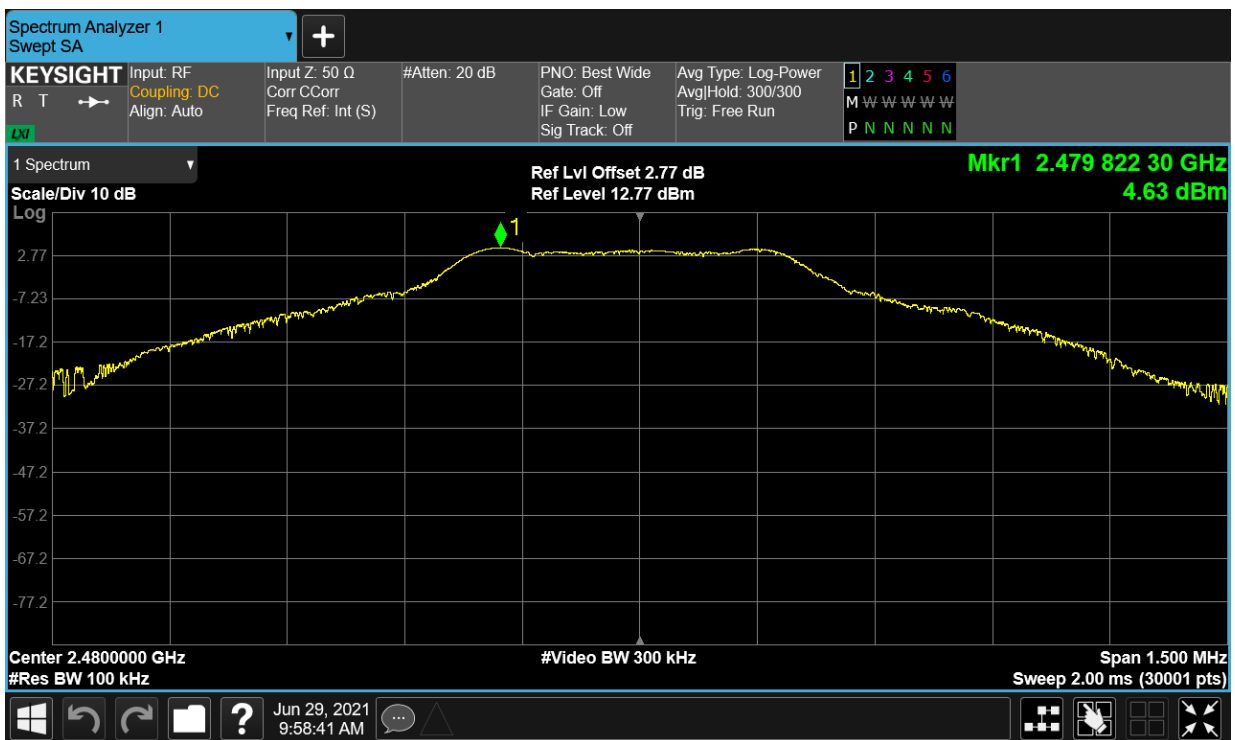 Spectrum Analyzer 1
Swept SA
KEYSIGHT
R T
LXI
Input: RF
Coupling: DC
Align: Auto
Input Z: 50 Ω
Corr CCorr
Freq Ref: Int (S)
#Atten: 20 dB
PNO: Best Wide
Gate: Off
IF Gain: Low
Sig Track: Off
Avg Type: Log-Power
Avg|Hold: 300/300
Trig: Free Run
1 2 3 4 5 6
M W W W W W
P N N N N N
1 Spectrum
Scale/Div 10 dB
Ref Lvl Offset 2.77 dB
Ref Level 12.77 dBm
Mkr1 2.479 822 30 GHz
4.63 dBm
Log
1
2.77
-7.23
-17.2
-27.2
-37.2
-47.2
-57.2
-67.2
-77.2
Center 2.4800000 GHz
#Video BW 300 kHz
Span 1.500 MHz
#Res BW 100 kHz
Sweep 2.00 ms (30001 pts)
?
Jun 29, 2021
9:58:41 AM